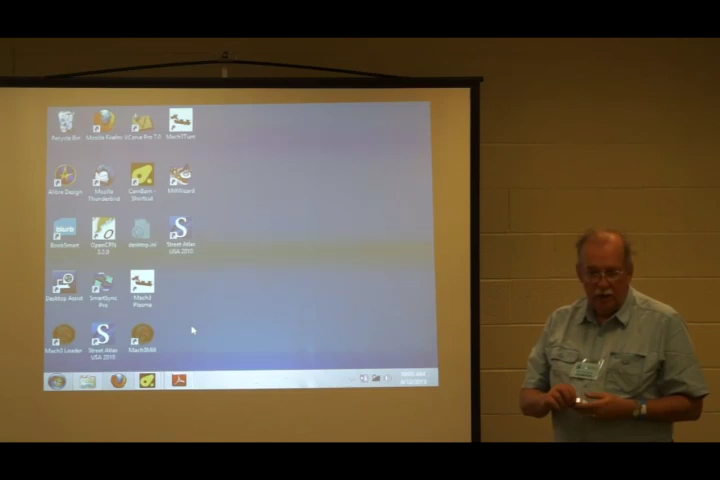 Recycle Bin
Mozilla Firefox
VCarve Pro 7.0
Mach3Turn
Alibre Design
Mozilla
Thunderbird
CamBam -
Shortcut
blurb
BookSmart
OpenCPN
3.2.0
desktop.ini
Street Atlas
USA 2010
Desktop Assist
SmartSync
Pro
Mach3
Plasma
Mach3 Loader
Street Atlas
USA 2010
Mach3Mill